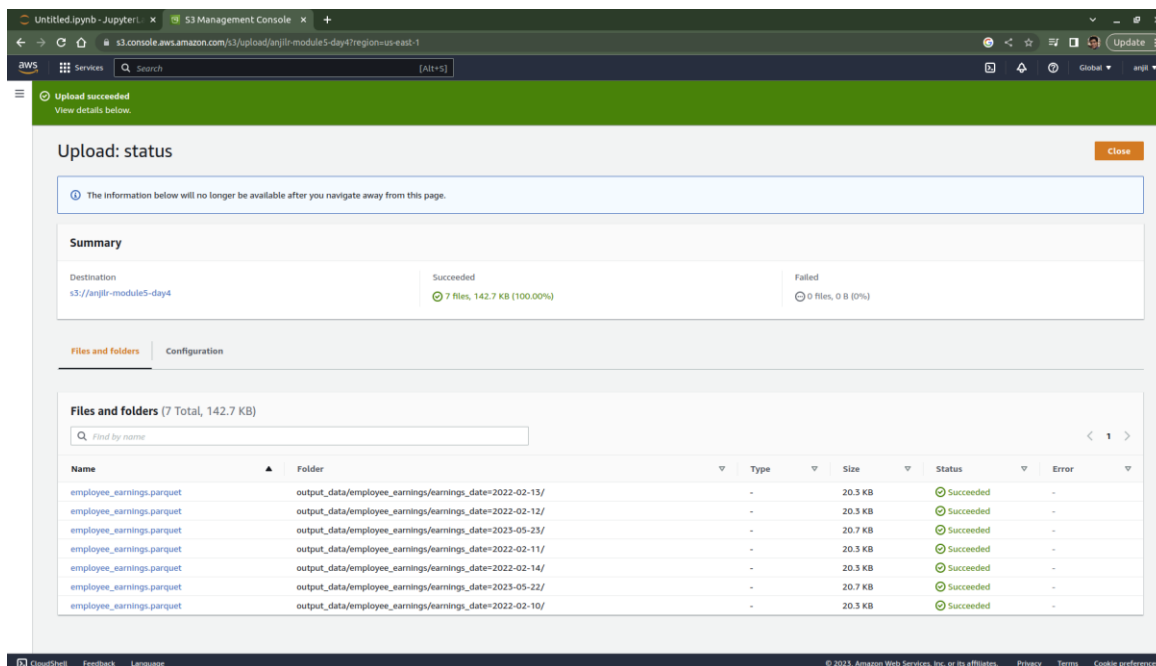 Untitled.ipynb - JupyterL
S3 Management Console
s3.console.aws.amazon.com/s3/upload/anjilr-module5-day4?region=us-east-1
Update
aws Services Search [Alt+S] Global anjil
Upload succeeded
View details below.
Upload: status
Close
The information below will no longer be available after you navigate away from this page.
Summary
Destination Succeeded Failed
s3://anjilr-module5-day4 7 files, 142.7 KB (100.00%) 0 files, 0 B (0%)
Files and folders Configuration
Files and folders (7 Total, 142.7 KB)
Find by name
1
Name Folder Type Size Status Error
employee_earnings.parquet output_data/employee_earnings/earnings_date=2022-02-13/ - 20.3 KB Succeeded -
employee_earnings.parquet output_data/employee_earnings/earnings_date=2022-02-12/ - 20.3 KB Succeeded -
employee_earnings.parquet output_data/employee_earnings/earnings_date=2023-05-23/ - 20.7 KB Succeeded -
employee_earnings.parquet output_data/employee_earnings/earnings_date=2022-02-11/ - 20.3 KB Succeeded -
employee_earnings.parquet output_data/employee_earnings/earnings_date=2022-02-14/ - 20.3 KB Succeeded -
employee_earnings.parquet output_data/employee_earnings/earnings_date=2023-05-22/ - 20.7 KB Succeeded -
employee_earnings.parquet output_data/employee_earnings/earnings_date=2022-02-10/ - 20.3 KB Succeeded -
CloudShell Feedback Language © 2023, Amazon Web Services, Inc. or its affiliates. Privacy Terms Cookie preference